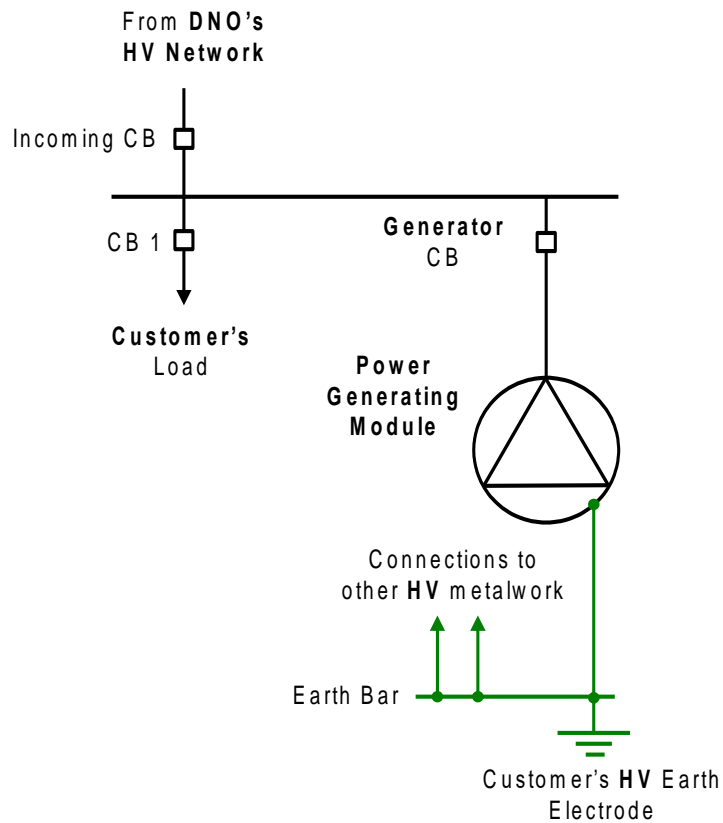 From DNO's
HV Network
Incoming CB
CB 1
Generator
CB
Customer's
Load
Power
Generating
Module
Connections to
other HV metalwork
Earth Bar
Customer's HV Earth
Electrode